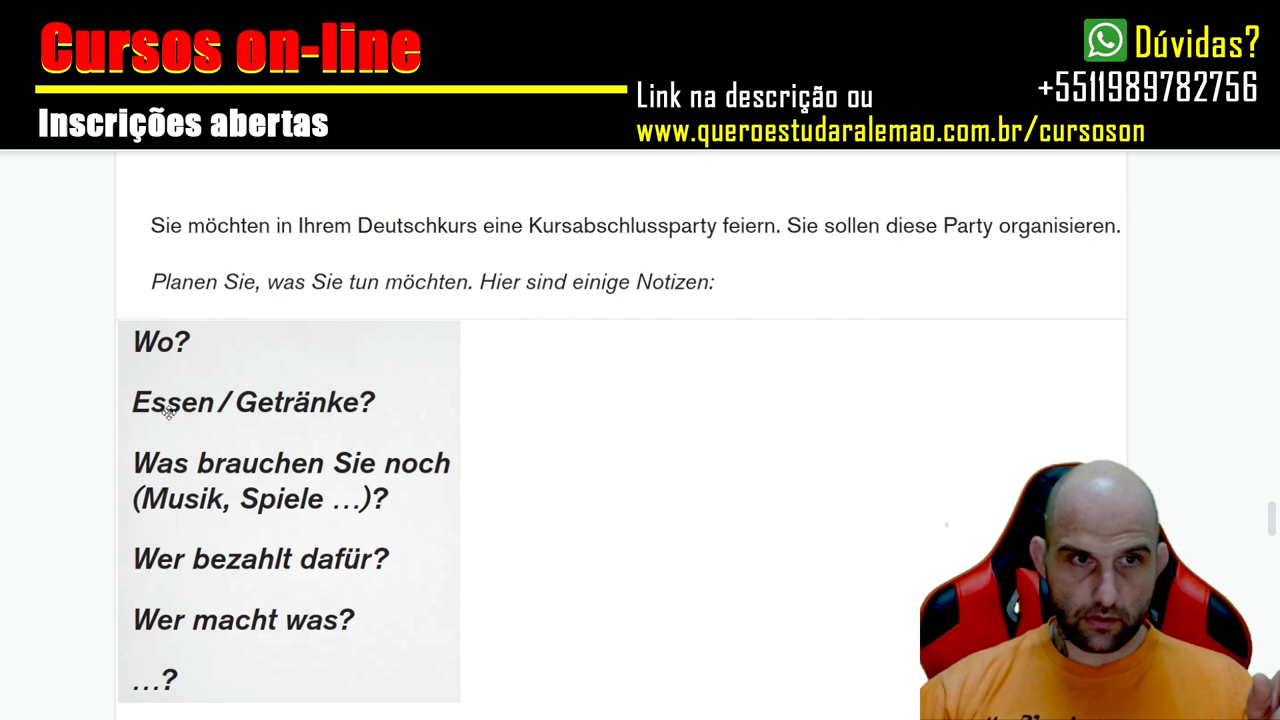 Cursos on-line
Inscrições abertas
Link na descrição ou
www.queroestudaralemao.com.br/cursoson
Dúvidas?
+5511989782756
Sie möchten in Ihrem Deutschkurs eine Kursabschlussparty feiern. Sie sollen diese Party organisieren.
Planen Sie, was Sie tun möchten. Hier sind einige Notizen:
Wo?
Essen / Getränke?
Was brauchen Sie noch
(Musik, Spiele …)?
Wer bezahlt dafür?
Wer macht was?
…?